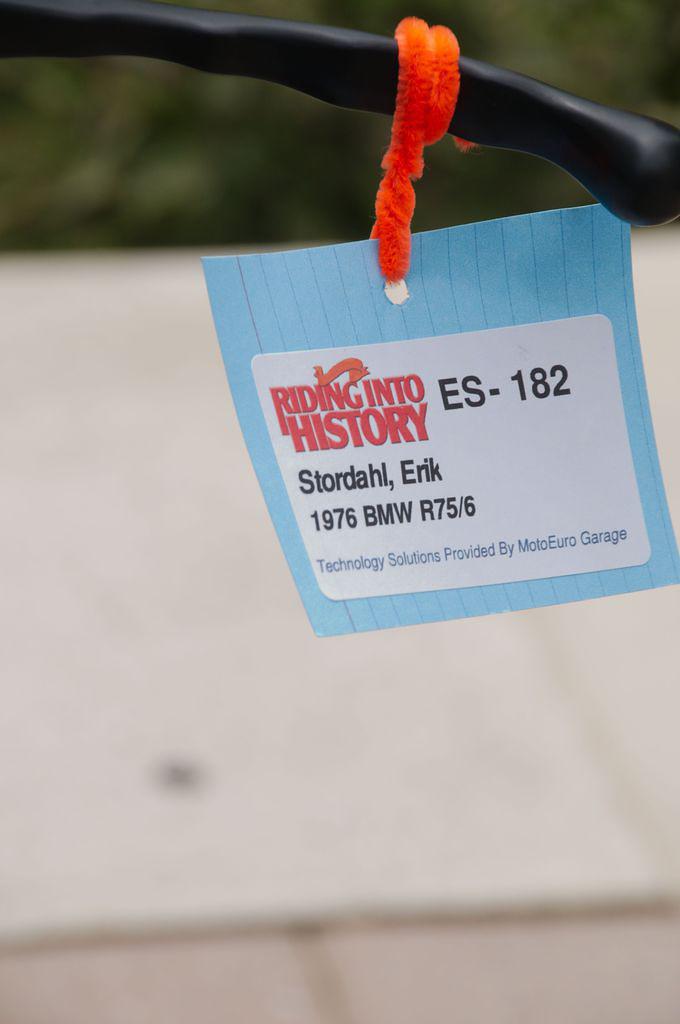 RIDING INTO
HISTORY
ES- 182
Stordahl, Erik
1976 BMW R75/6
Technology Solutions Provided By MotoEuro Garage